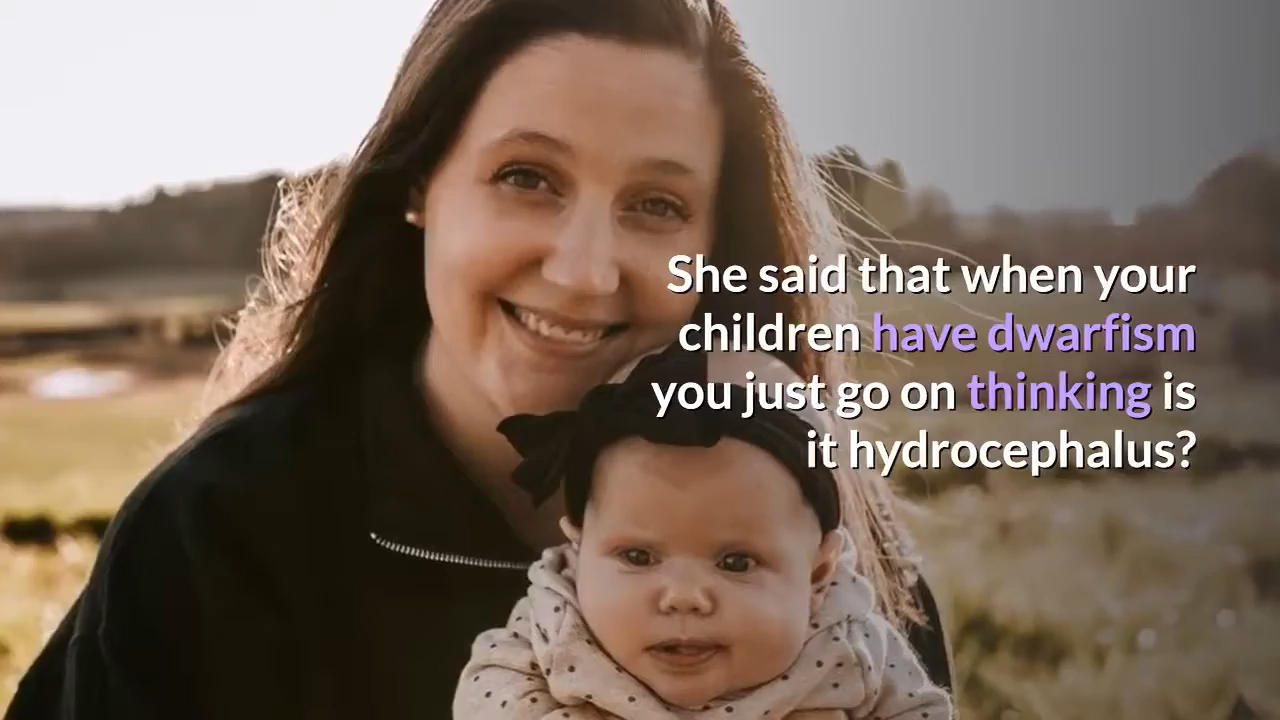 She said that when your
children have dwarfism
you just go on thinking is
it hydrocephalus?